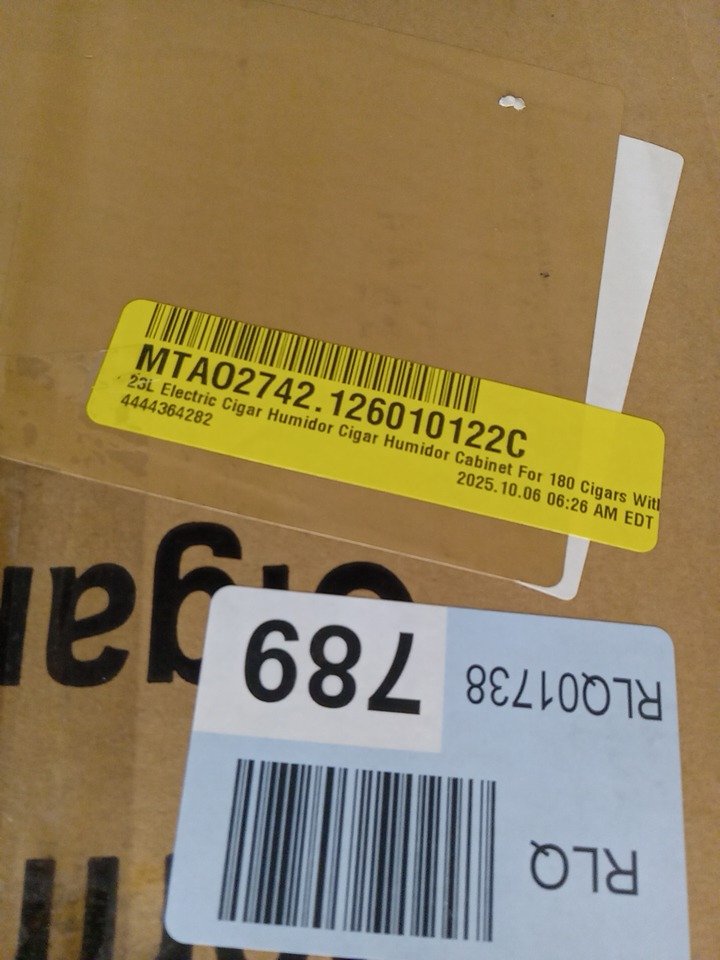 MTAO2742.126010122C
23L Electric Cigar Humidor Cigar Humidor Cabinet For 180 Cigars With
4444364282
2025.10.06 06:26 AM EDT
Cigar
RLQ01738
789
RLQ